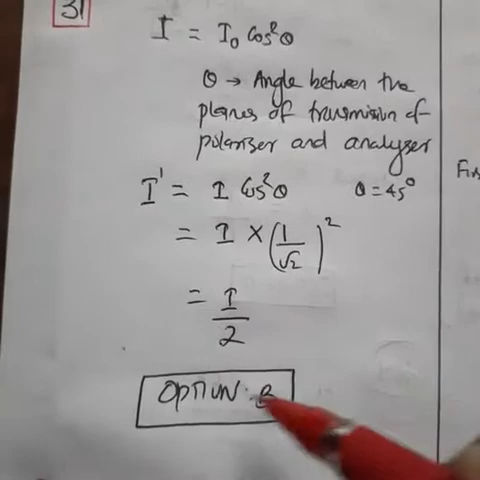 31
I = I₀ Cos²θ
θ → Angle between the
planes of transmission of
polariser and analyser
I' = I Cos²θ θ = 45°
= I × (1/√2)²
= I/2
OPTION B